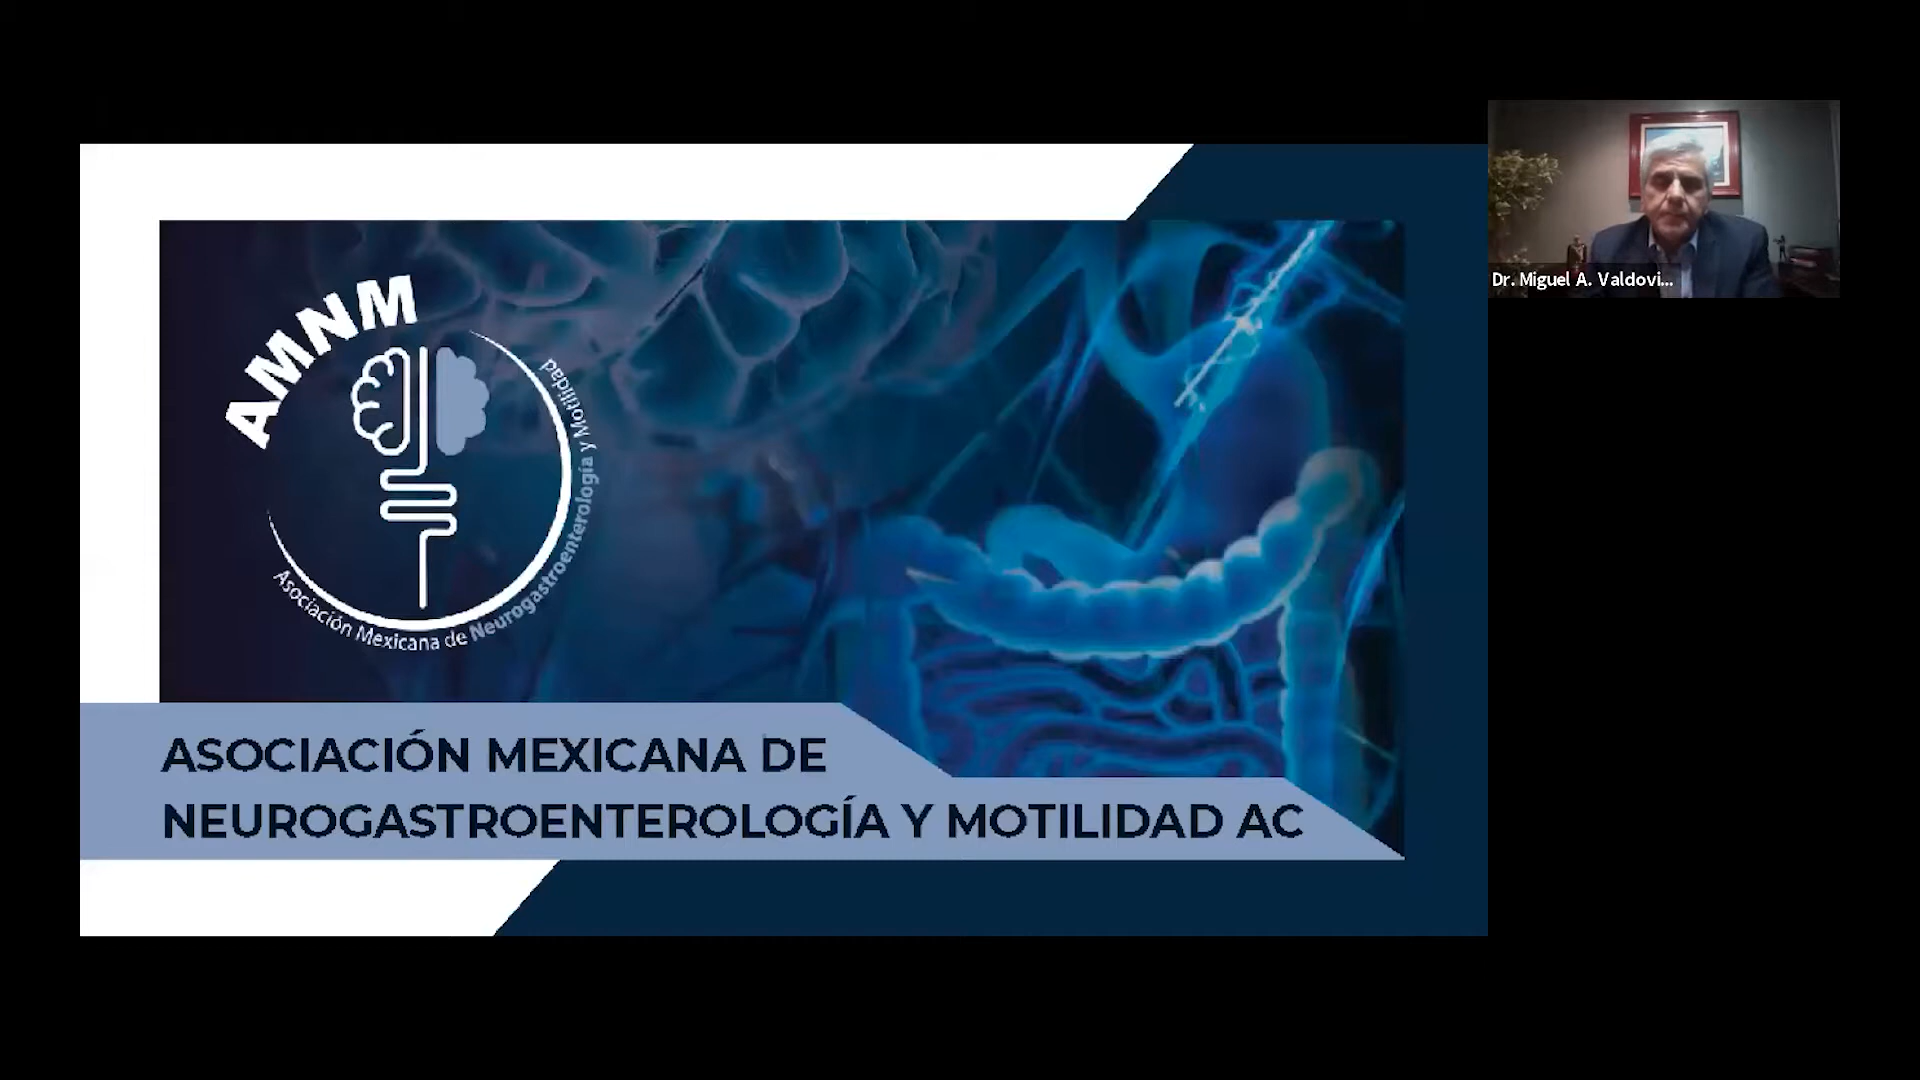 AMNM
Asociación Mexicana de Neurogastroenterología y Motilidad
ASOCIACIÓN MEXICANA DE
NEUROGASTROENTEROLOGÍA Y MOTILIDAD AC
Dr. Miguel A. Valdovi...